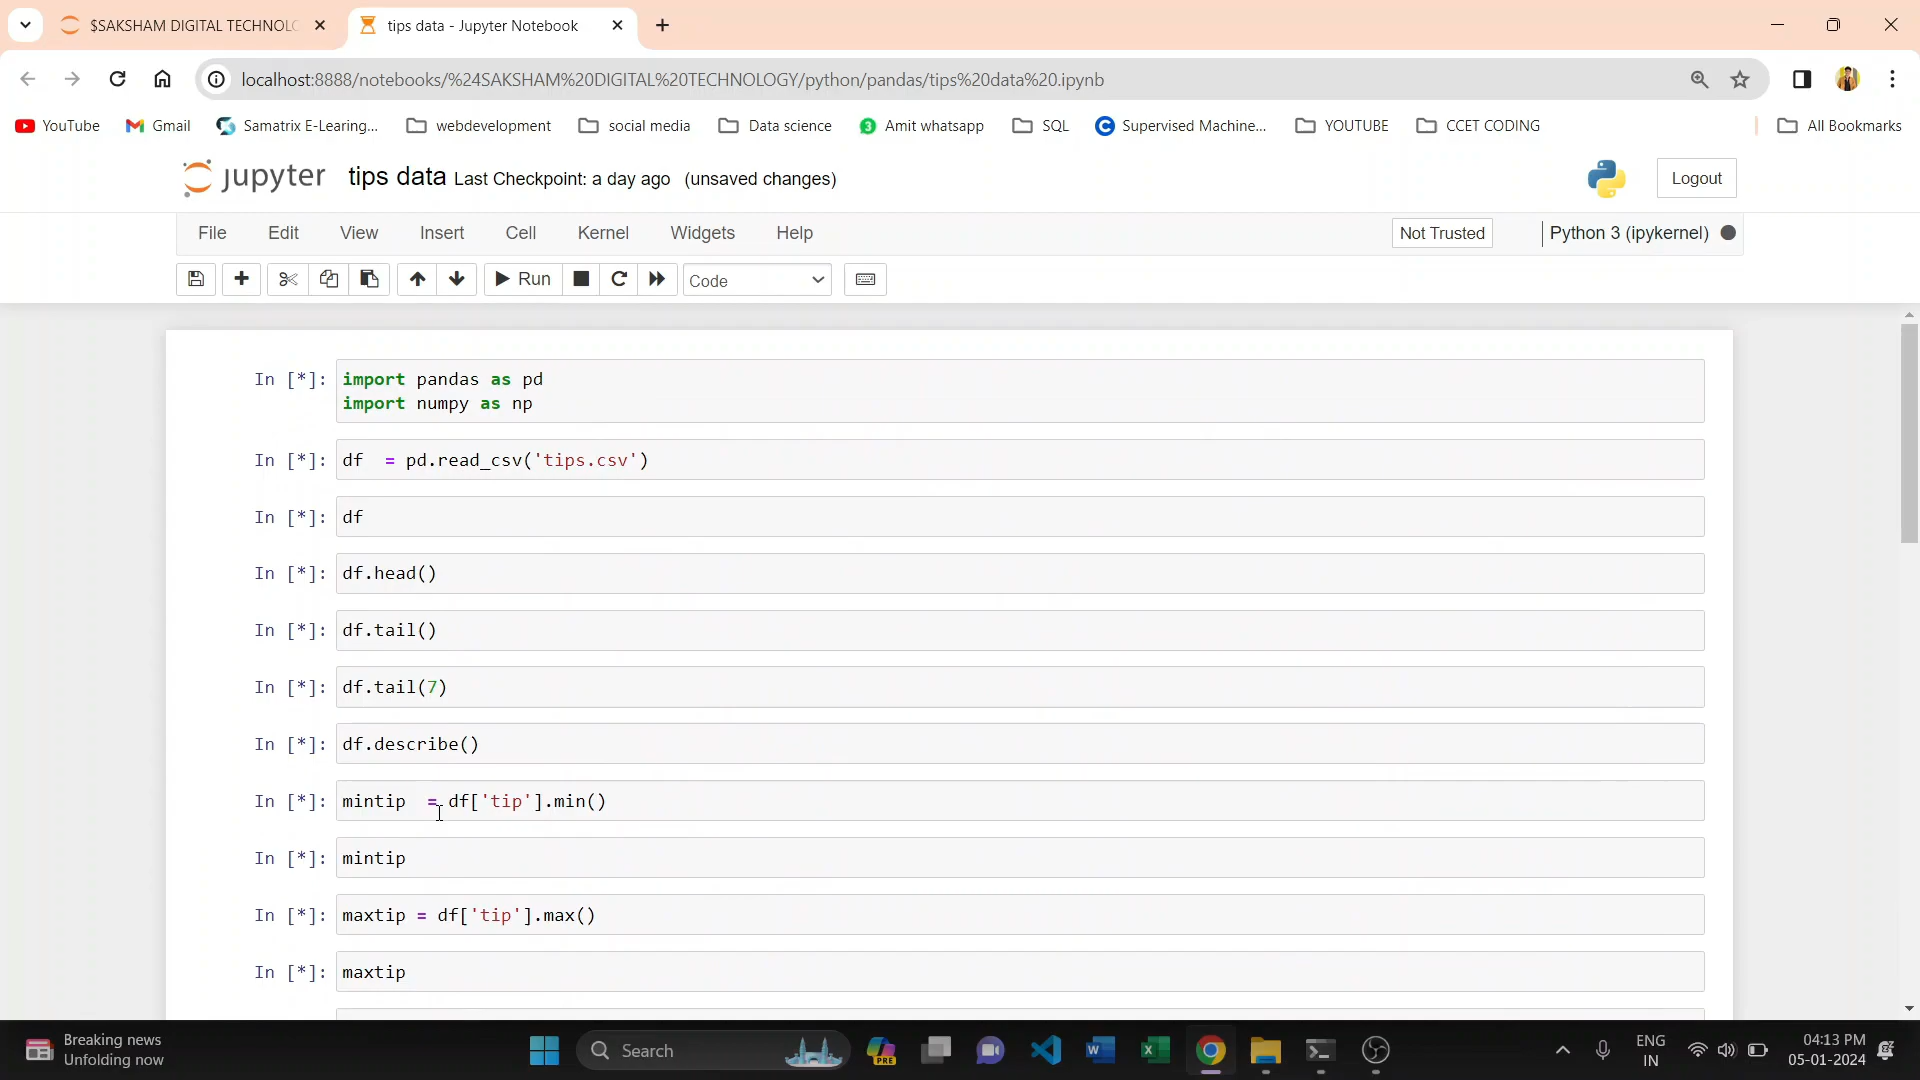 $SAKSHAM DIGITAL TECHNOLO
tips data - Jupyter Notebook
localhost:8888/notebooks/%24SAKSHAM%20DIGITAL%20TECHNOLOGY/python/pandas/tips%20data%20.ipynb
YouTube
Gmail
Samatrix E-Learing...
webdevelopment
social media
Data science
3
Amit whatsapp
SQL
Supervised Machine...
YOUTUBE
CCET CODING
All Bookmarks
jupyter tips data Last Checkpoint: a day ago (unsaved changes)
Logout
File Edit View Insert Cell Kernel Widgets Help
Not Trusted
Python 3 (ipykernel)
Run
Code
In [*]: import pandas as pd
import numpy as np
In [*]: df  = pd.read_csv('tips.csv')
In [*]: df
In [*]: df.head()
In [*]: df.tail()
In [*]: df.tail(7)
In [*]: df.describe()
In [*]: mintip  = df['tip'].min()
In [*]: mintip
In [*]: maxtip = df['tip'].max()
In [*]: maxtip
Breaking news
Unfolding now
Search
PRE
ENG
IN
04:13 PM
05-01-2024